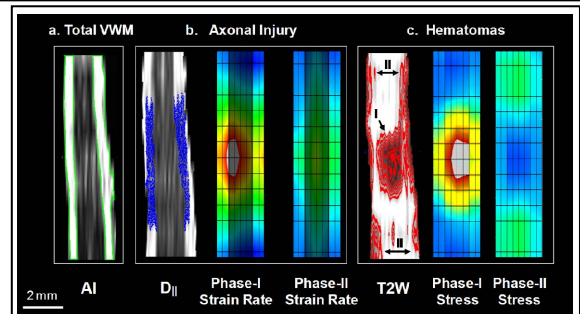 a. Total VWM
b. Axonal Injury
c. Hematomas
II
I
II
2 mm
AI
D||
Phase-I
Strain Rate
Phase-II
Strain Rate
T2W
Phase-I
Stress
Phase-II
Stress